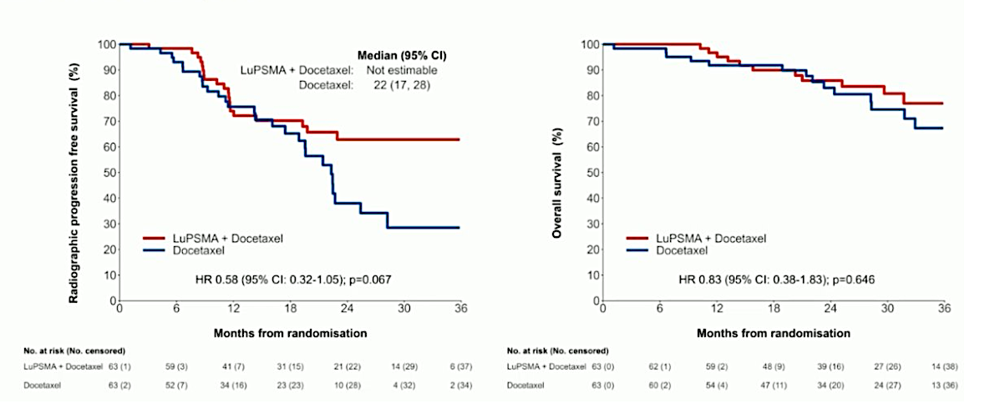 Radiographic progression free survival (%)
100
90
80
70
60
50
40
30
20
10
0
Median (95% CI)
LuPSMA + Docetaxel: Not estimable
Docetaxel: 22 (17, 28)
LuPSMA + Docetaxel
Docetaxel
HR 0.58 (95% CI: 0.32-1.05); p=0.067
0 6 12 18 24 30 36
Months from randomisation
No. at risk (No. censored)
LuPSMA + Docetaxel 63 (1) 59 (3) 41 (7) 31 (15) 21 (22) 14 (29) 6 (37)
Docetaxel 63 (2) 52 (7) 34 (16) 23 (23) 10 (28) 4 (32) 2 (34)
Overall survival (%)
100
90
80
70
60
50
40
30
20
10
0
LuPSMA + Docetaxel
Docetaxel
HR 0.83 (95% CI: 0.38-1.83); p=0.646
0 6 12 18 24 30 36
Months from randomisation
No. at risk (No. censored)
LuPSMA + Docetaxel 63 (0) 62 (1) 59 (2) 48 (9) 39 (16) 27 (26) 14 (38)
Docetaxel 63 (0) 60 (2) 54 (4) 47 (11) 34 (20) 24 (27) 13 (36)